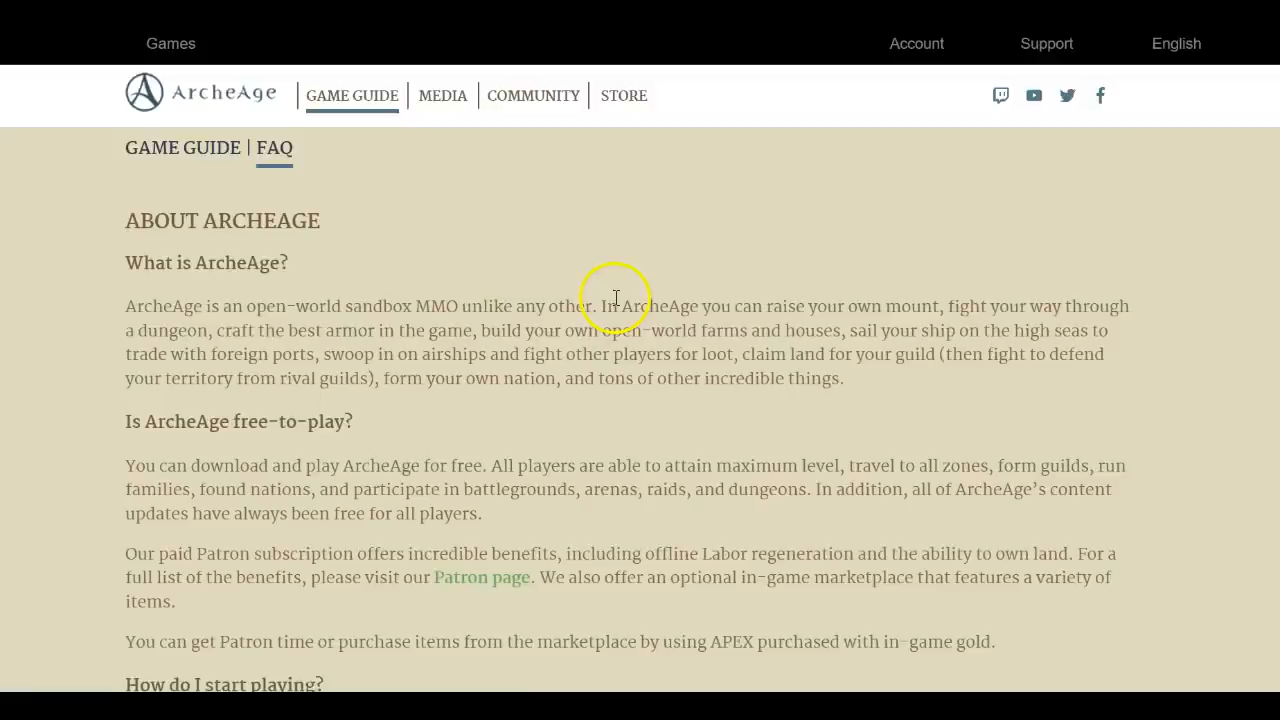 Games
Account
Support
English
ArcheAge
GAME GUIDE
MEDIA
COMMUNITY
STORE
GAME GUIDE | FAQ
ABOUT ARCHEAGE
What is ArcheAge?
ArcheAge is an open-world sandbox MMO unlike any other. In ArcheAge you can raise your own mount, fight your way through
a dungeon, craft the best armor in the game, build your own open-world farms and houses, sail your ship on the high seas to
trade with foreign ports, swoop in on airships and fight other players for loot, claim land for your guild (then fight to defend
your territory from rival guilds), form your own nation, and tons of other incredible things.
Is ArcheAge free-to-play?
You can download and play ArcheAge for free. All players are able to attain maximum level, travel to all zones, form guilds, run
families, found nations, and participate in battlegrounds, arenas, raids, and dungeons. In addition, all of ArcheAge’s content
updates have always been free for all players.
Our paid Patron subscription offers incredible benefits, including offline Labor regeneration and the ability to own land. For a
full list of the benefits, please visit our Patron page. We also offer an optional in-game marketplace that features a variety of
items.
You can get Patron time or purchase items from the marketplace by using APEX purchased with in-game gold.
How do I start playing?